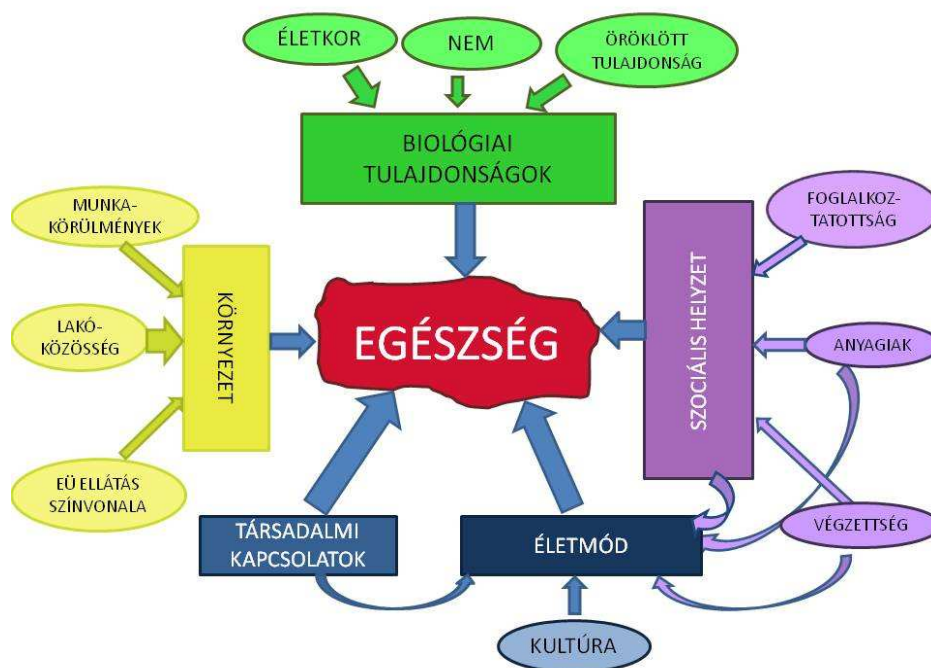 ÉLETKOR
NEM
ÖRÖKLÖTT
TULAJDONSÁG
BIOLÓGIAI
TULAJDONSÁGOK
MUNKA-
KÖRÜLMÉNYEK
LAKÓ-
KÖZÖSSÉG
EÜ ELLÁTÁS
SZÍNVONALA
KÖRNYEZET
EGÉSZSÉG
SZOCIÁLIS HELYZET
FOGLALKOZ-
TATOTTSÁG
ANYAGIAK
VÉGZETTSÉG
TÁRSADALMI
KAPCSOLATOK
ÉLETMÓD
KULTÚRA